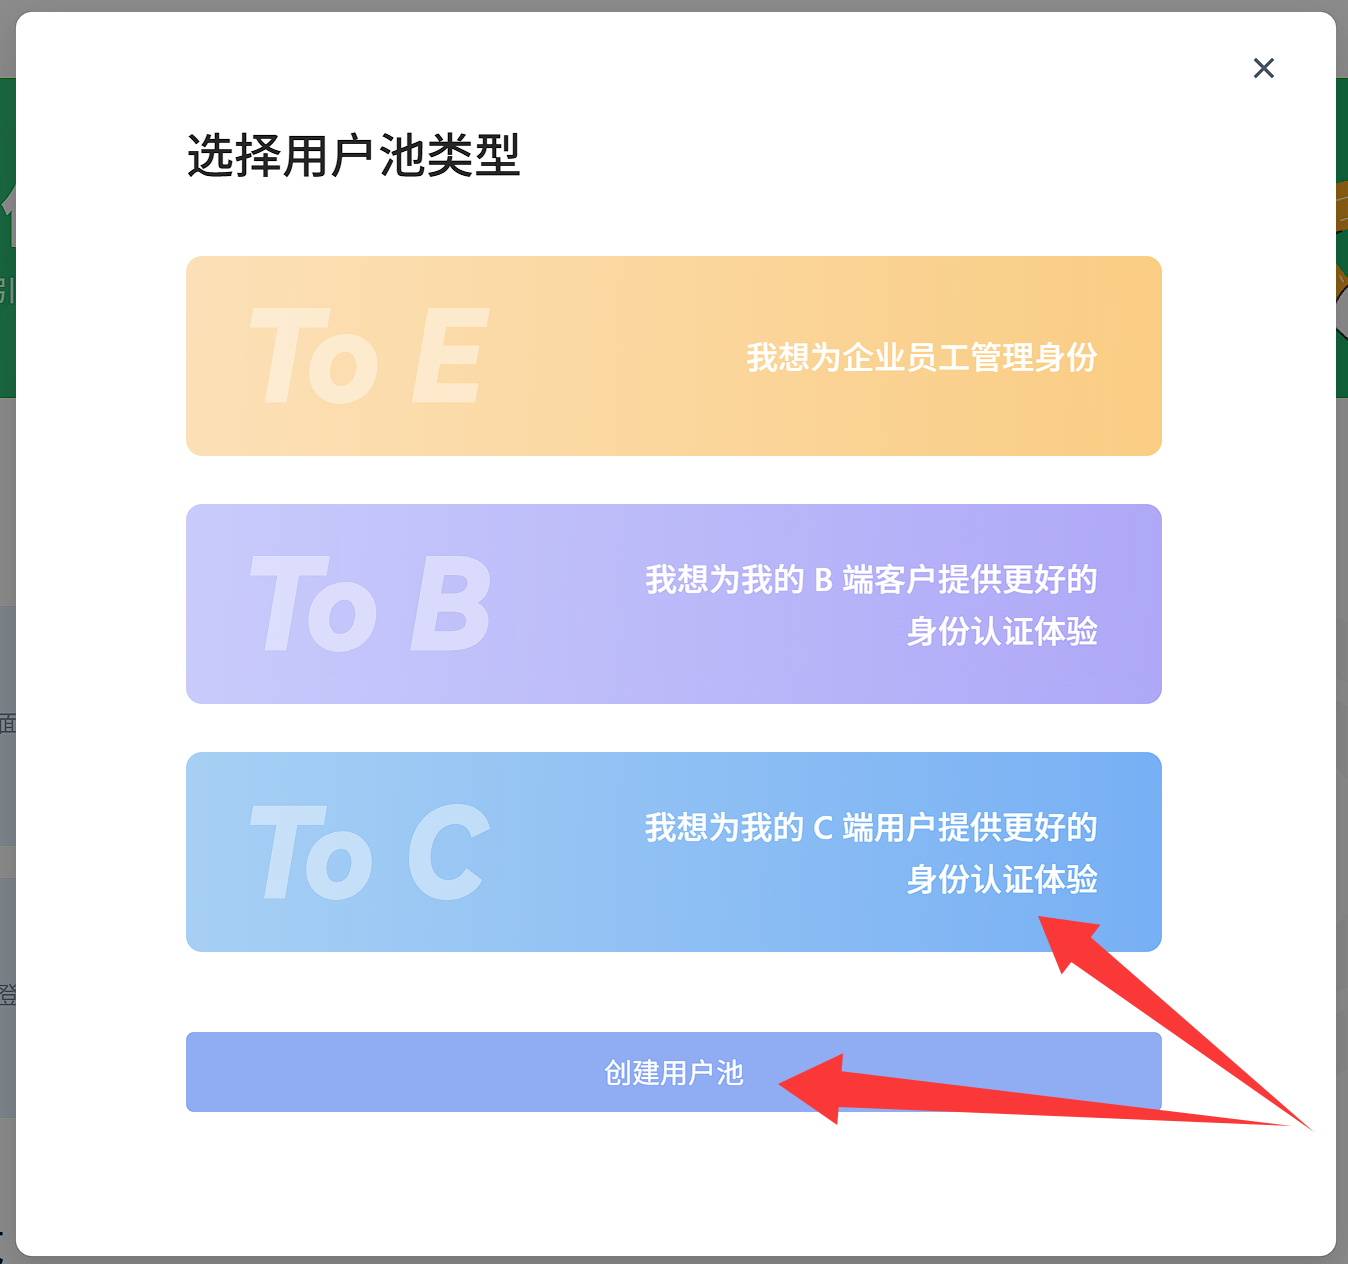 选择用户池类型
To E
我想为企业员工管理身份
To B
我想为我的 B 端客户提供更好的
身份认证体验
To C
我想为我的 C 端用户提供更好的
身份认证体验
创建用户池
引
面
登